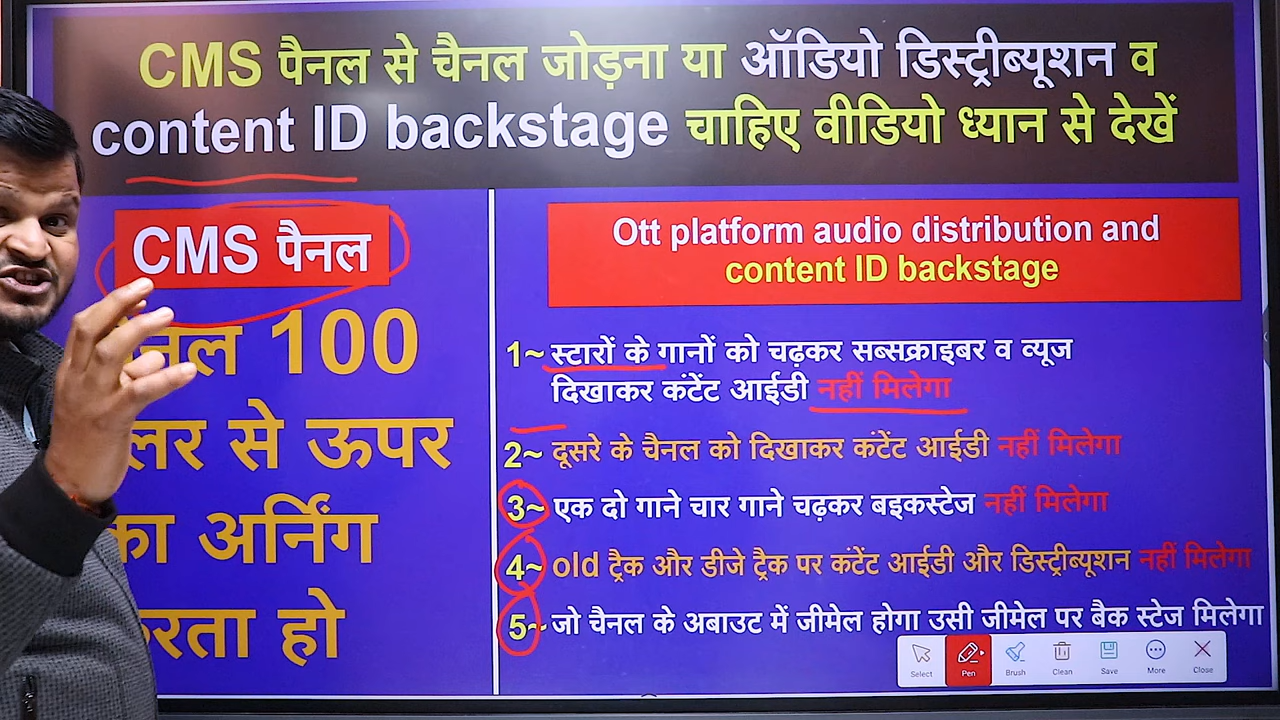 CMS पैनल से चैनल जोड़ना या ऑडियो डिस्ट्रीब्यूशन व
content ID backstage चाहिए वीडियो ध्यान से देखें
CMS पैनल
100
से ऊपर
का अर्निंग
हो
Ott platform audio distribution and
content ID backstage
1~ स्टारों के गानों को चढ़कर सब्सक्राइबर व व्यूज
दिखाकर कंटेंट आईडी नहीं मिलेगा
2~ दूसरे के चैनल को दिखाकर कंटेंट आईडी नहीं मिलेगा
3~ एक दो गाने चार गाने चढ़कर बइकस्टेज नहीं मिलेगा
4~ old ट्रैक और डीजे ट्रैक पर कंटेंट आईडी और डिस्ट्रीब्यूशन नहीं मिलेगा
5~ जो चैनल के अबाउट में जीमेल होगा उसी जीमेल पर बैक स्टेज मिलेगा
Select Pen Brush Clean Save More Close